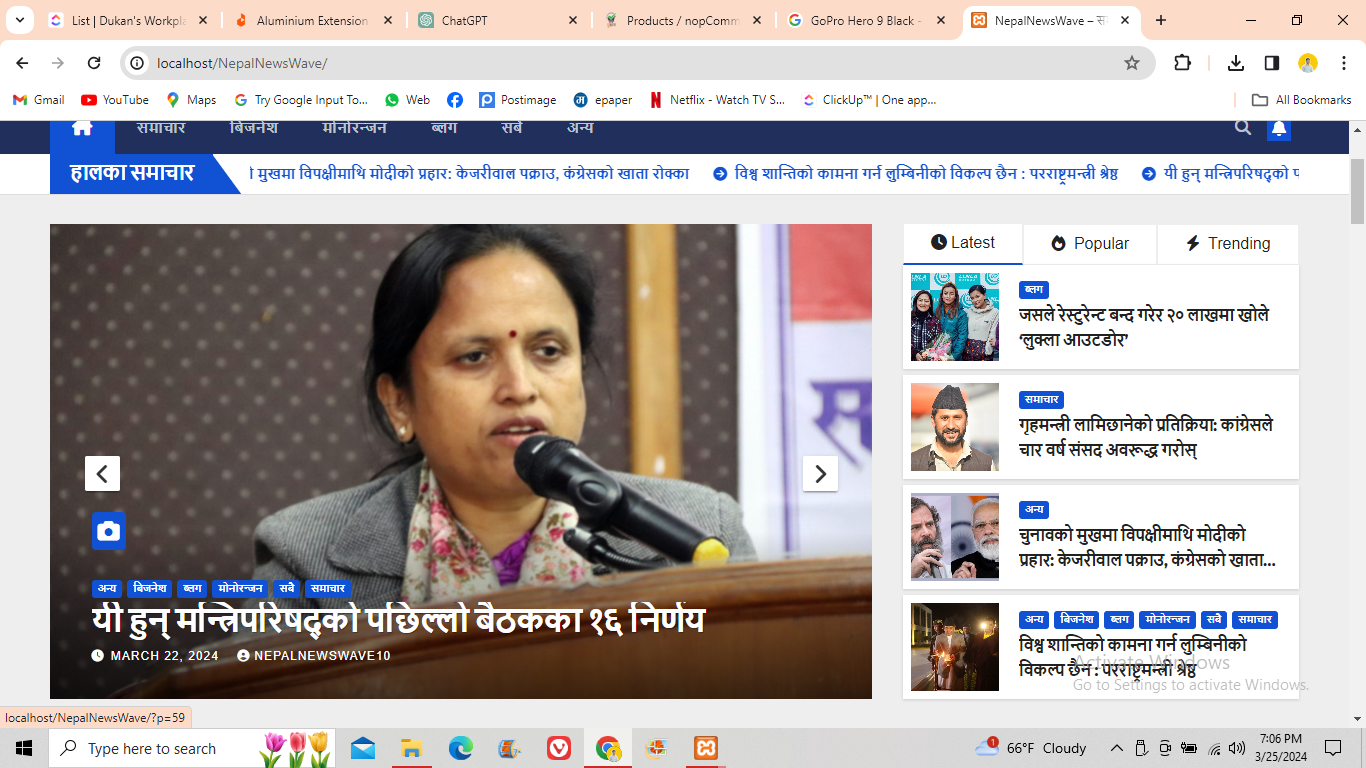 List | Dukan's Workpla
Aluminium Extension
ChatGPT
Products / nopComm
GoPro Hero 9 Black -
NepalNewsWave – स
localhost/NepalNewsWave/
Gmail
YouTube
Maps
Try Google Input To...
Web
Postimage
epaper
Netflix - Watch TV S...
ClickUp™ | One app...
All Bookmarks
समाचार
बिजनेश
मोनोरन्जन
ब्लग
सबै
अन्य
हालका समाचार
मुखमा विपक्षीमाथि मोदीको प्रहार: केजरीवाल पक्राउ, कंग्रेसको खाता रोक्का
विश्व शान्तिको कामना गर्न लुम्बिनीको विकल्प छैन : परराष्ट्रमन्त्री श्रेष्ठ
यी हुन् मन्त्रिपरिषद्को प
अन्य बिजनेश ब्लग मोनोरन्जन सबै समाचार
यी हुन् मन्त्रिपरिषद्को पछिल्लो बैठकका १६ निर्णय
MARCH 22, 2024 NEPALNEWSWAVE10
Latest
Popular
Trending
ब्लग
जसले रेस्टुरेन्ट बन्द गरेर २० लाखमा खोले
‘लुक्ला आउटडोर’
समाचार
गृहमन्त्री लामिछानेको प्रतिक्रिया: कांग्रेसले
चार वर्ष संसद अवरूद्ध गरोस्
अन्य
चुनावको मुखमा विपक्षीमाथि मोदीको
प्रहार: केजरीवाल पक्राउ, कंग्रेसको खाता...
अन्य बिजनेश ब्लग मोनोरन्जन सबै समाचार
विश्व शान्तिको कामना गर्न लुम्बिनीको
विकल्प छैन : परराष्ट्रमन्त्री श्रेष्ठ
Activate Windows
Go to Settings to activate Windows.
localhost/NepalNewsWave/?p=59
Type here to search
1
66°F Cloudy
7:06 PM
3/25/2024